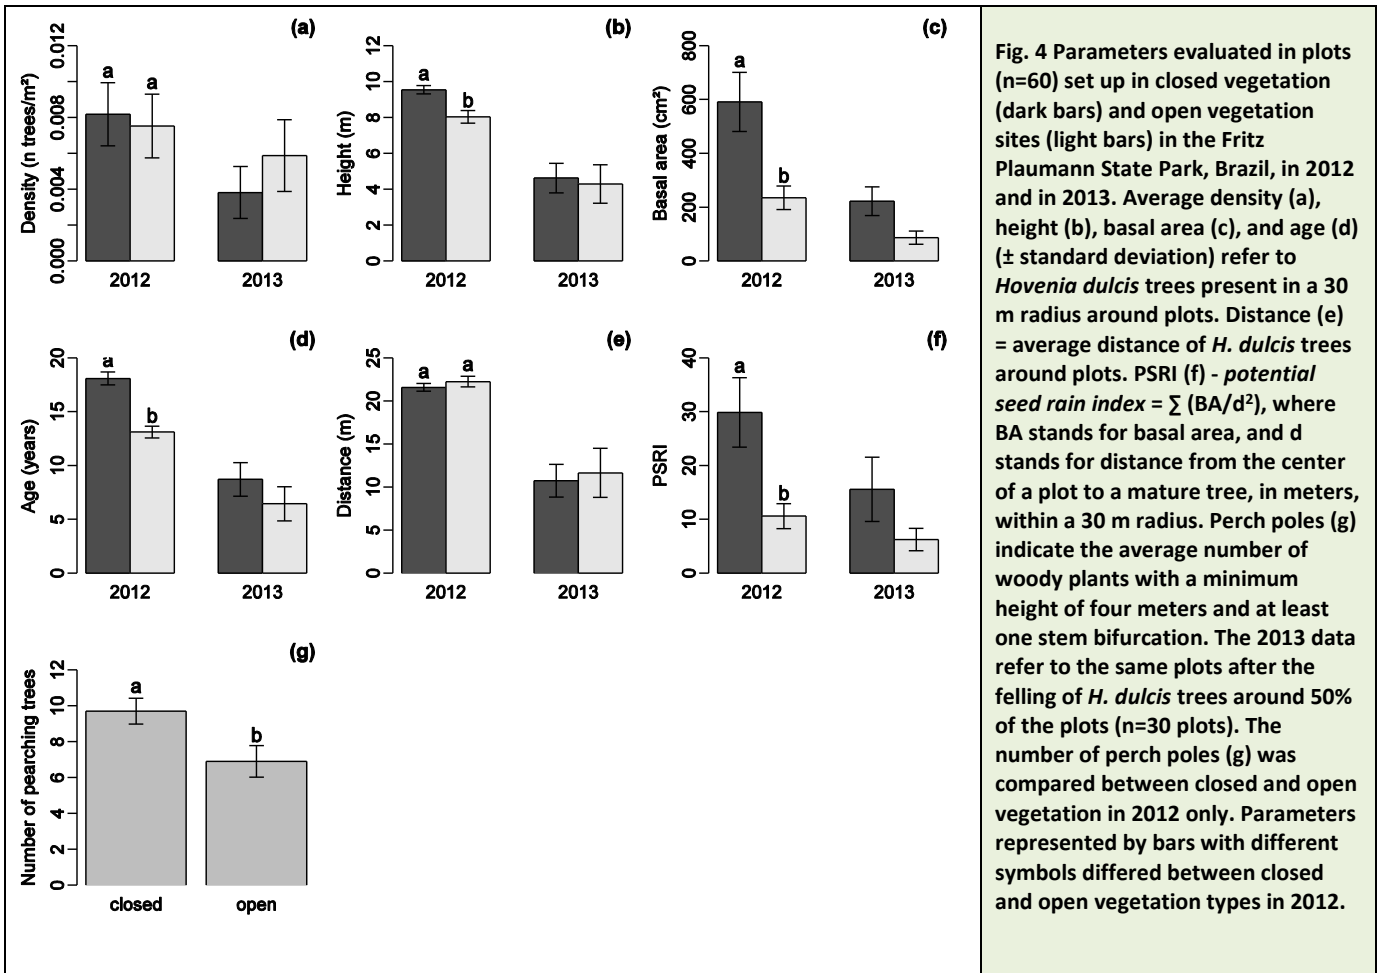 (a)
Density (n trees/m²)
0.012
0.008
0.004
0.000
a a
2012 2013
(b)
Height (m)
12
10
8
6
4
2
0
a
b
2012 2013
(c)
Basal area (cm²)
800
600
400
200
0
a
b
2012 2013
(d)
Age (years)
20
15
10
5
0
a
b
2012 2013
(e)
Distance (m)
25
20
15
10
5
0
a a
2012 2013
(f)
PSRI
40
30
20
10
0
a
b
2012 2013
(g)
Number of pearching trees
12
10
8
6
4
2
0
a
b
closed open
Fig. 4 Parameters evaluated in plots
(n=60) set up in closed vegetation
(dark bars) and open vegetation
sites (light bars) in the Fritz
Plaumann State Park, Brazil, in 2012
and in 2013. Average density (a),
height (b), basal area (c), and age (d)
(± standard deviation) refer to
Hovenia dulcis trees present in a 30
m radius around plots. Distance (e)
= average distance of H. dulcis trees
around plots. PSRI (f) - potential
seed rain index = ∑ (BA/d²), where
BA stands for basal area, and d
stands for distance from the center
of a plot to a mature tree, in meters,
within a 30 m radius. Perch poles (g)
indicate the average number of
woody plants with a minimum
height of four meters and at least
one stem bifurcation. The 2013 data
refer to the same plots after the
felling of H. dulcis trees around 50%
of the plots (n=30 plots). The
number of perch poles (g) was
compared between closed and open
vegetation in 2012 only. Parameters
represented by bars with different
symbols differed between closed
and open vegetation types in 2012.